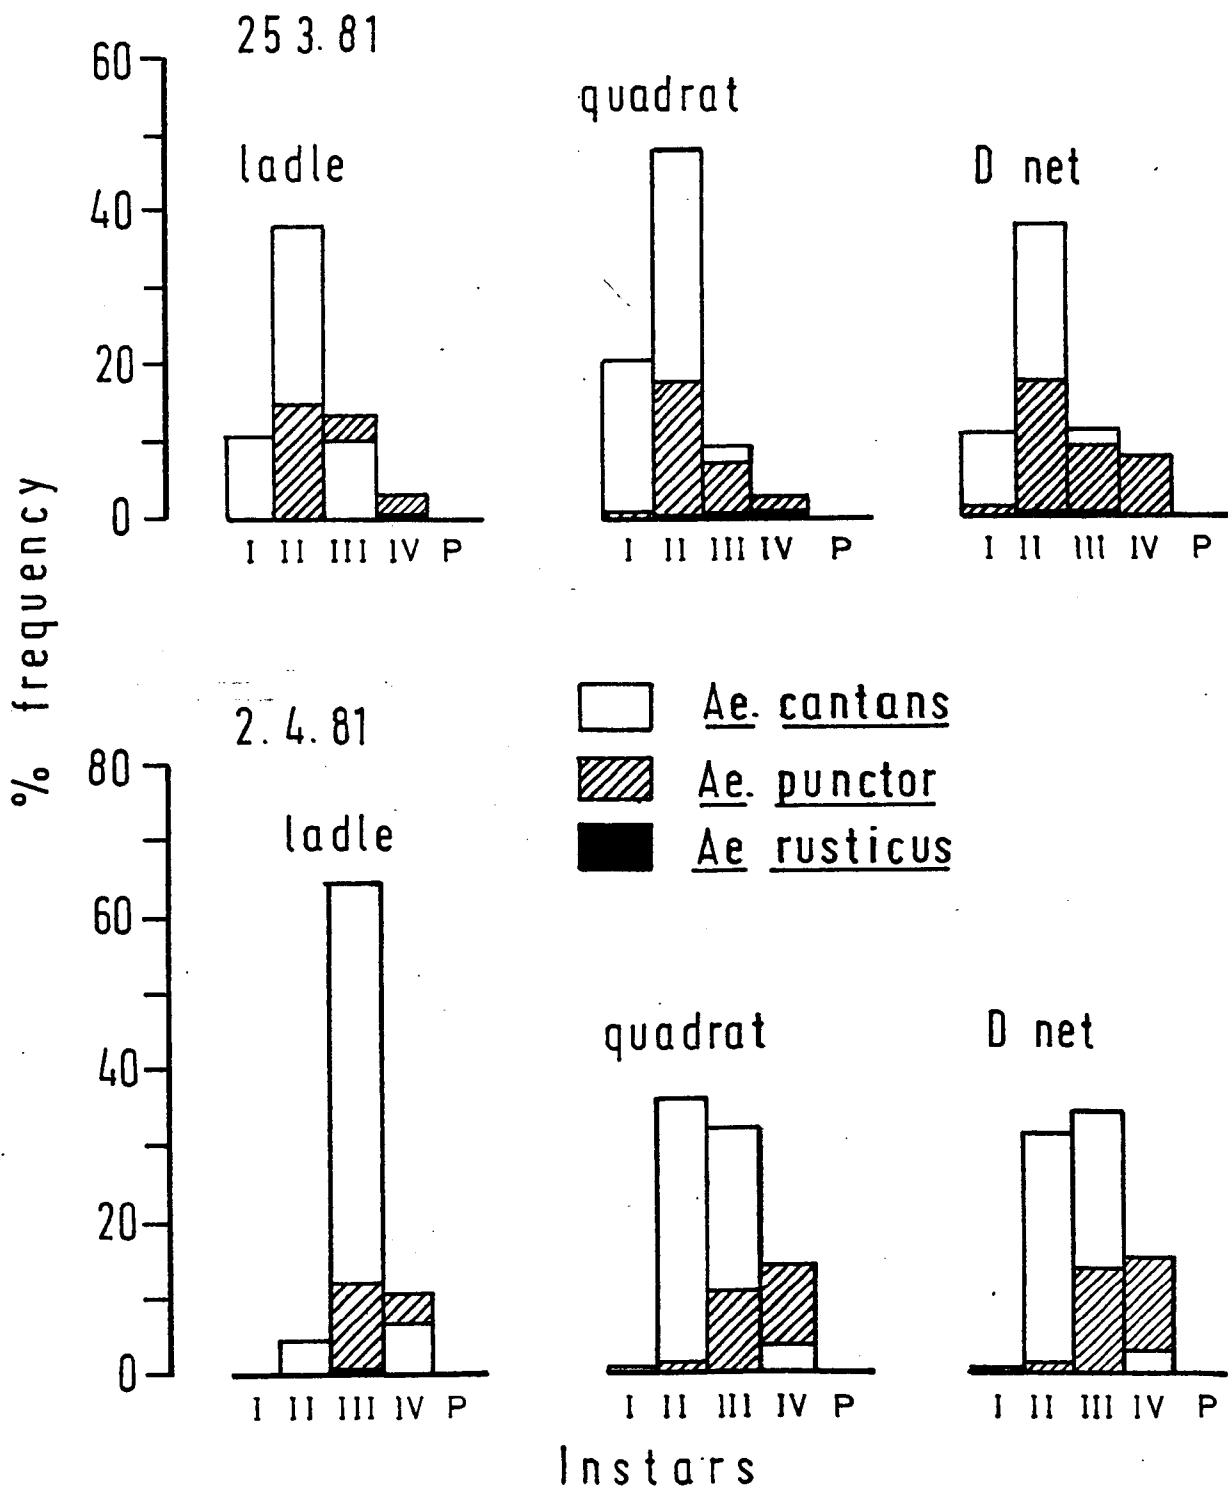 25 3. 81
ladle
quadrat
D net
60
40
20
0
I II III IV P
I II III IV P
I II III IV P
% frequency
Ae. cantans
Ae. punctor
Ae rusticus
2. 4. 81
ladle
quadrat
D net
80
60
40
20
0
I II III IV P
I II III IV P
I II III IV P
Instars